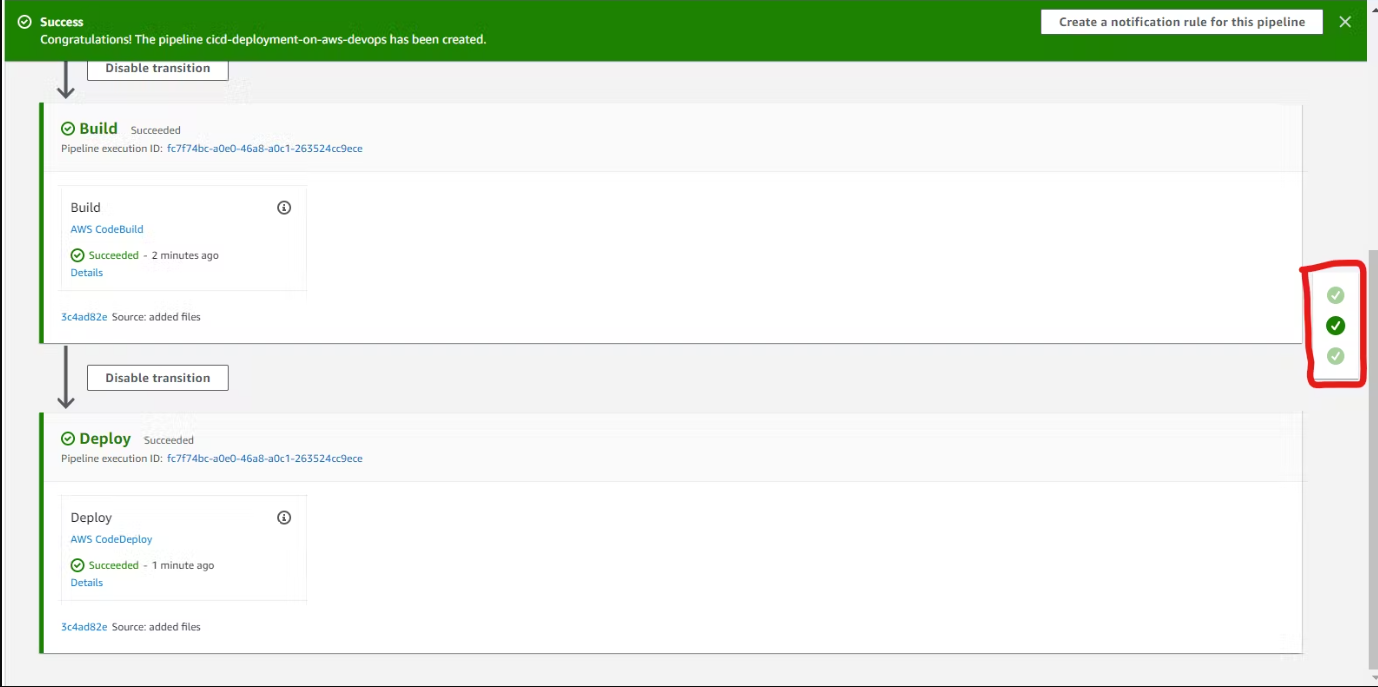 Success
Create a notification rule for this pipeline
Congratulations! The pipeline cicd-deployment-on-aws-devops has been created.
Disable transition
Build Succeeded
Pipeline execution ID: fc7f74bc-a0e0-46a8-a0c1-263524cc9ece
Build
AWS CodeBuild
Succeeded - 2 minutes ago
Details
3c4ad82e Source: added files
Disable transition
Deploy Succeeded
Pipeline execution ID: fc7f74bc-a0e0-46a8-a0c1-263524cc9ece
Deploy
AWS CodeDeploy
Succeeded - 1 minute ago
Details
3c4ad82e Source: added files